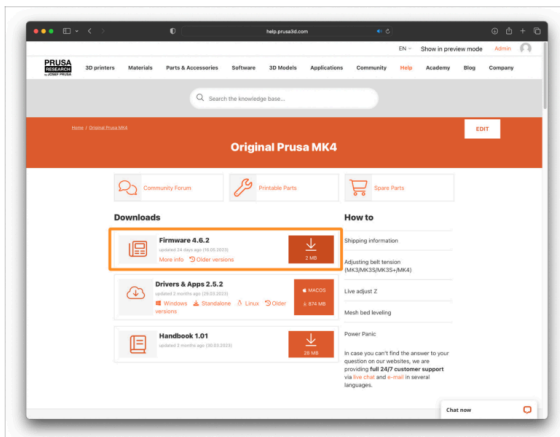 help.prusa3d.com
EN
Show in preview mode
Admin
PRUSA
RESEARCH
by JOSEF PRUSA
3D printers
Materials
Parts & Accessories
Software
3D Models
Applications
Community
Help
Academy
Blog
Company
Search the knowledge base...
Home / Original Prusa MK4
EDIT
Original Prusa MK4
Community Forum
Printable Parts
Spare Parts
Downloads
Firmware 4.6.2
More info
Older versions
2 MB
Drivers & Apps 2.5.2
Windows
Standalone
Linux
Older
versions
MACOS
874 MB
Handbook 1.01
28 MB
How to
Shipping information
Adjusting belt tension
(MK3/MK3S/MK3S+/MK4)
Live adjust Z
Mesh bed leveling
Power Panic
In case you can't find the answer to your
question on our websites, we are
providing full 24/7 customer support
via live chat and e-mail in several
languages.
Chat now